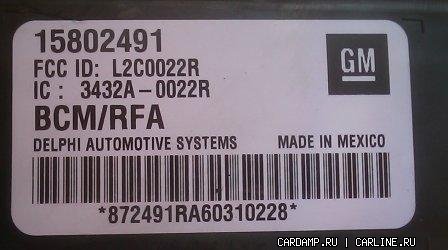 15802491
FCC ID: L2C0022R
IC : 3432A-0022R
GM
BCM/RFA
DELPHI AUTOMOTIVE SYSTEMS MADE IN MEXICO
*872491RA60310228*
CARDAMP.RU | CARLINE.RU